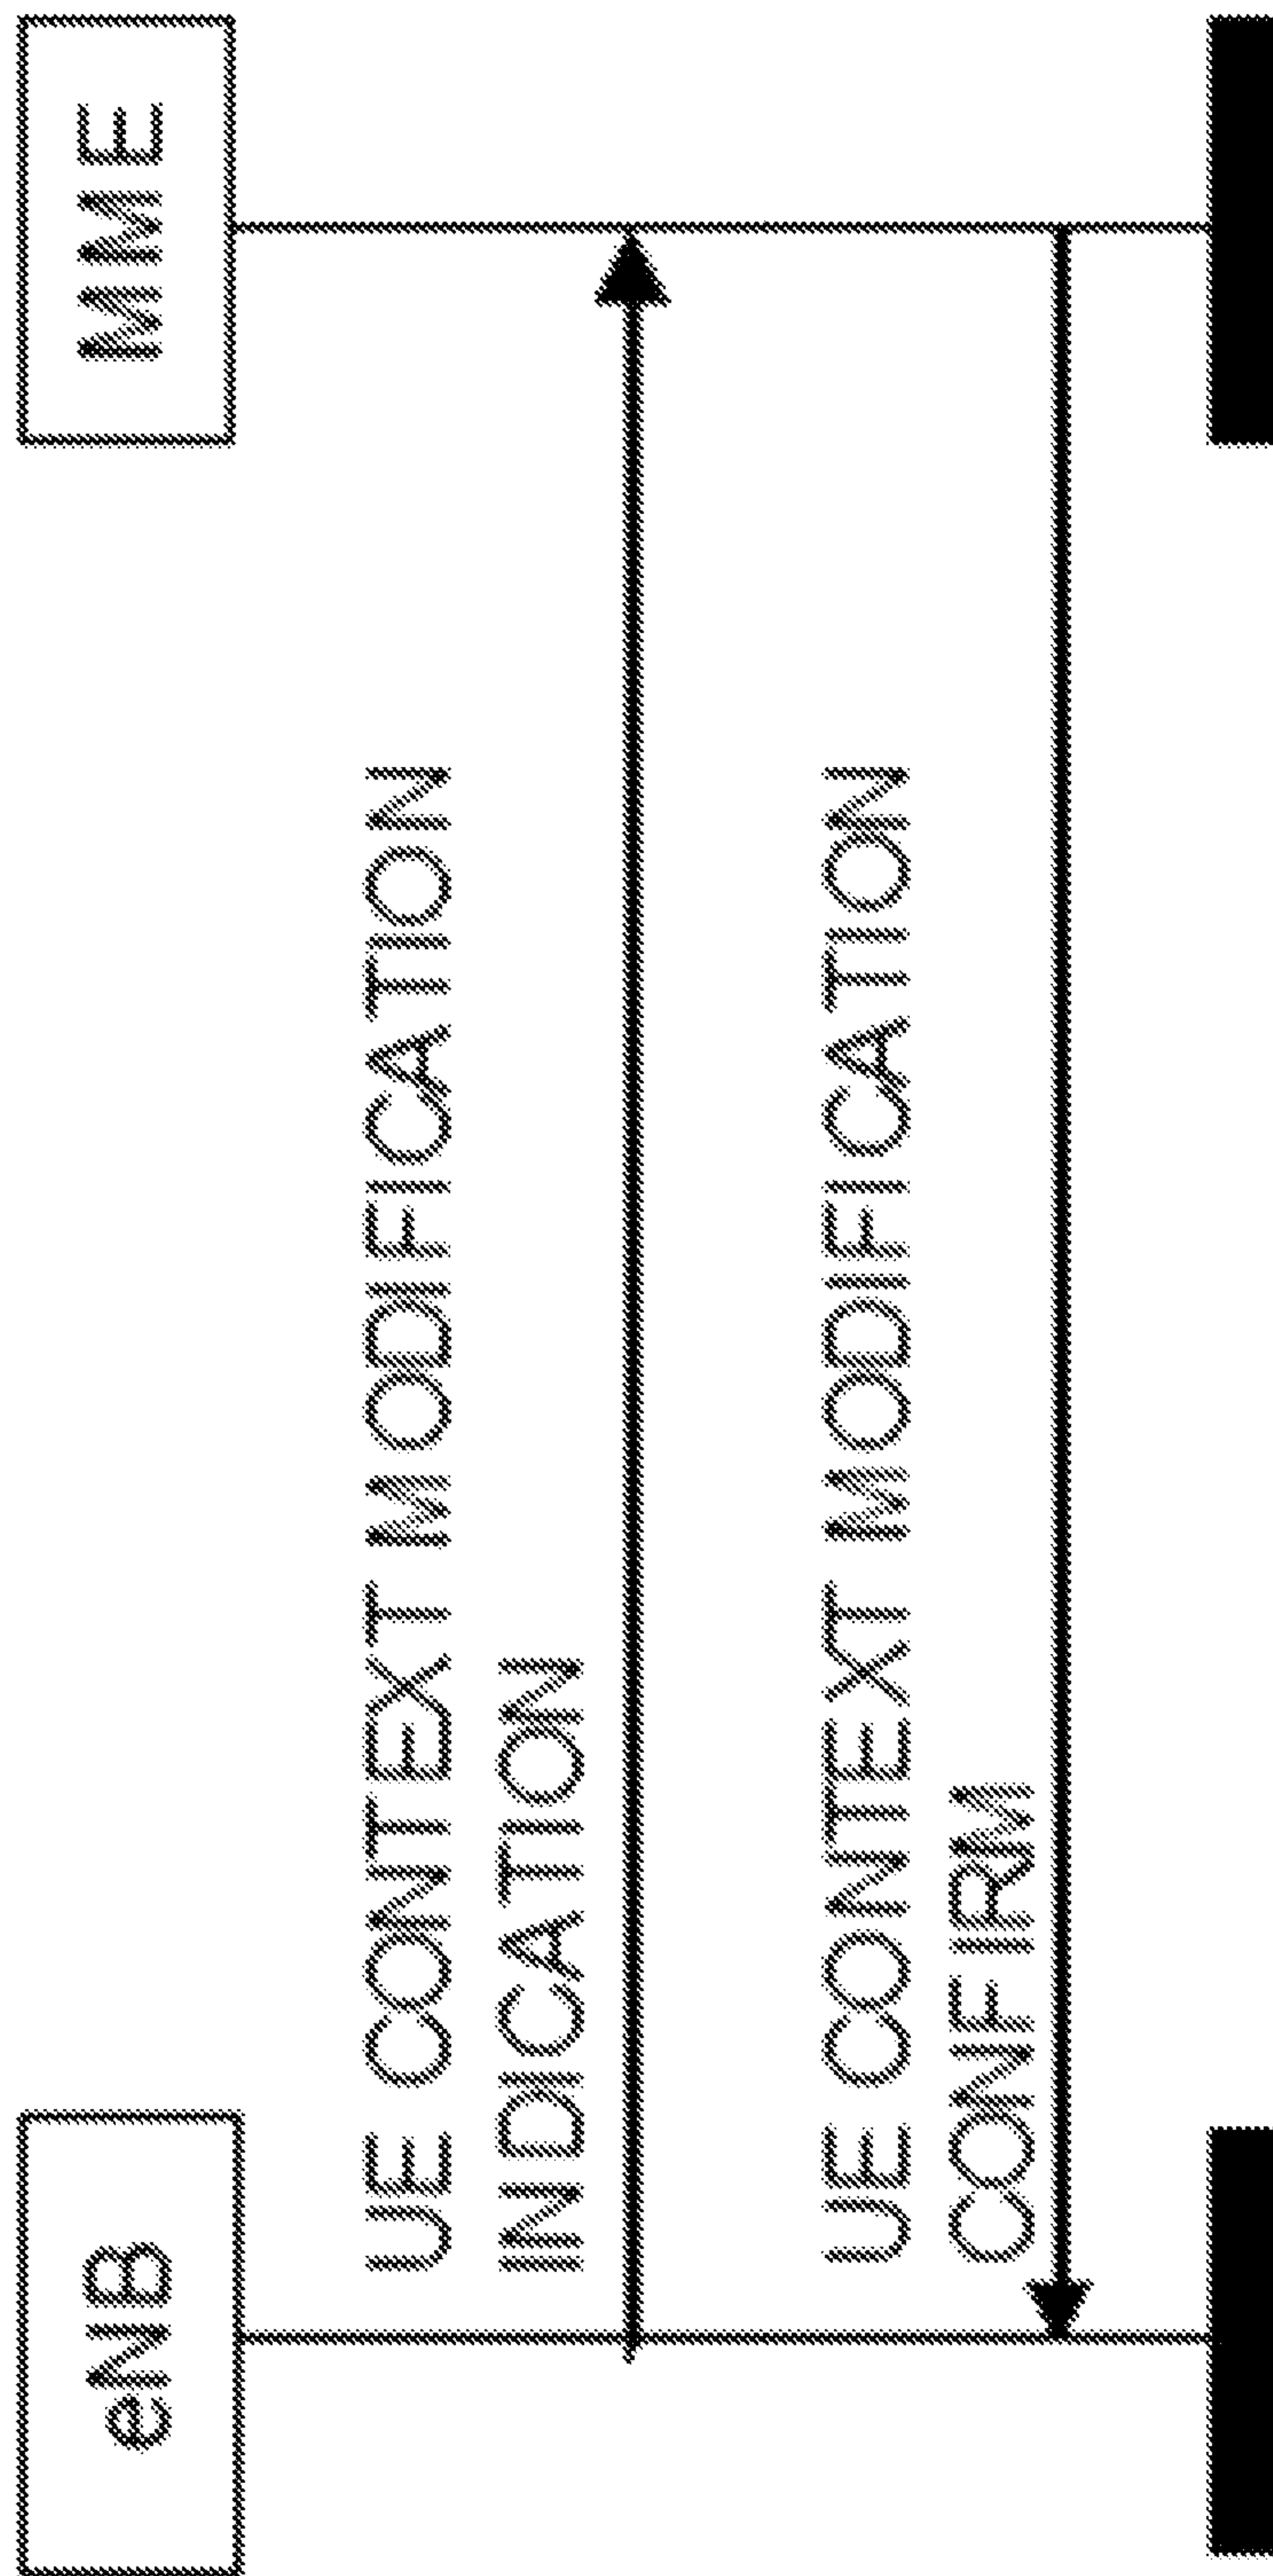 eNB
MME
UE CONTEXT MODIFICATION
INDICATION
UE CONTEXT MODIFICATION
CONFIRM